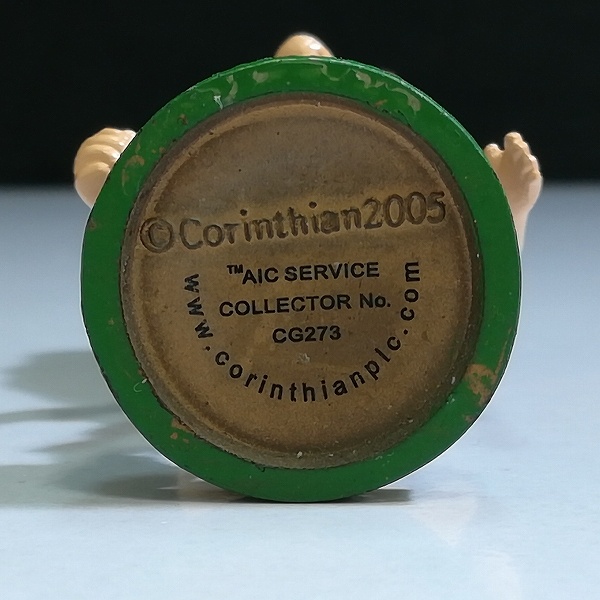 ©Corinthian2005
™AIC SERVICE
COLLECTOR No.
CG273
www.corinthianplc.com